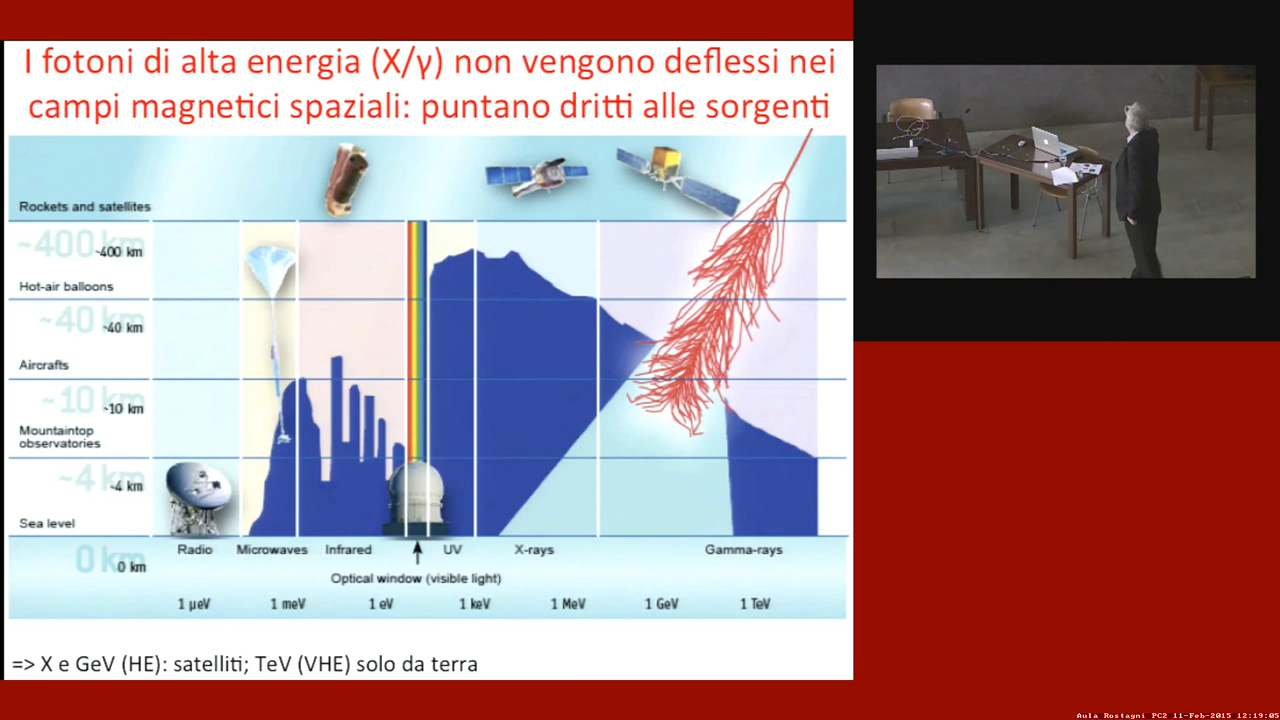 I fotoni di alta energia (X/γ) non vengono deflessi nei
campi magnetici spaziali: puntano dritti alle sorgenti
Rockets and satellites
~400 km
~400 km
Hot-air balloons
~40 km
~40 km
Aircrafts
~10 km
~10 km
Mountaintop
observatories
~4 km
~4 km
Sea level
0 km
0 km
Radio Microwaves Infrared UV X-rays Gamma-rays
Optical window (visible light)
1 μeV 1 meV 1 eV 1 keV 1 MeV 1 GeV 1 TeV
=> X e GeV (HE): satelliti; TeV (VHE) solo da terra
Aula Rostagni PC2 11-Feb-2015 12:19:05